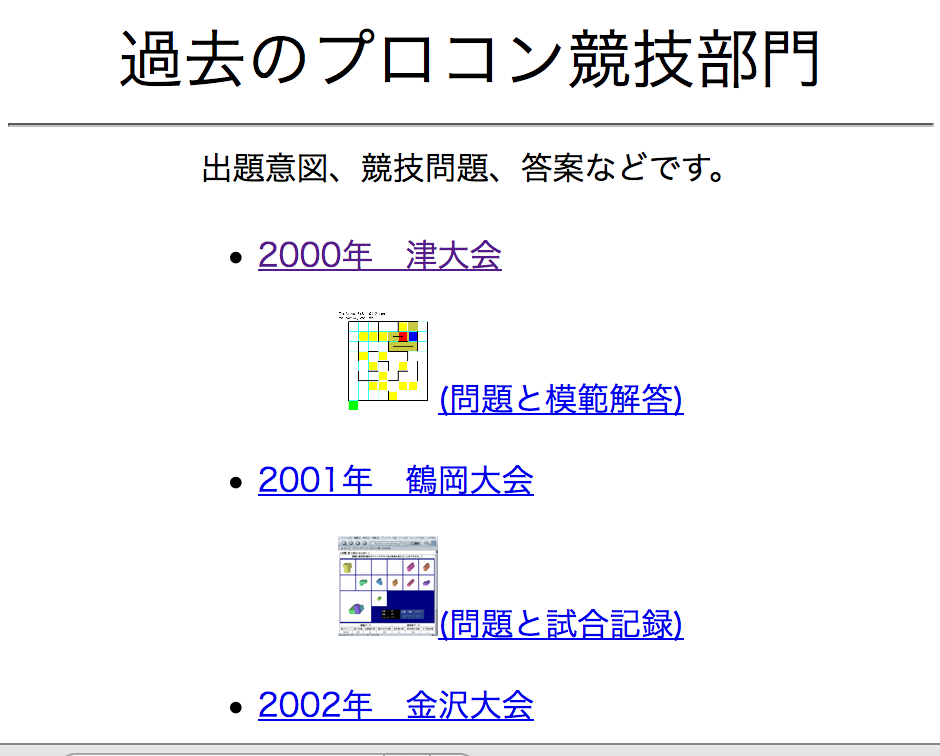 過去のプロコン競技部門
出題意図、競技問題、答案などです。
2000年　津大会
(問題と模範解答)
2001年　鶴岡大会
(問題と試合記録)
2002年　金沢大会